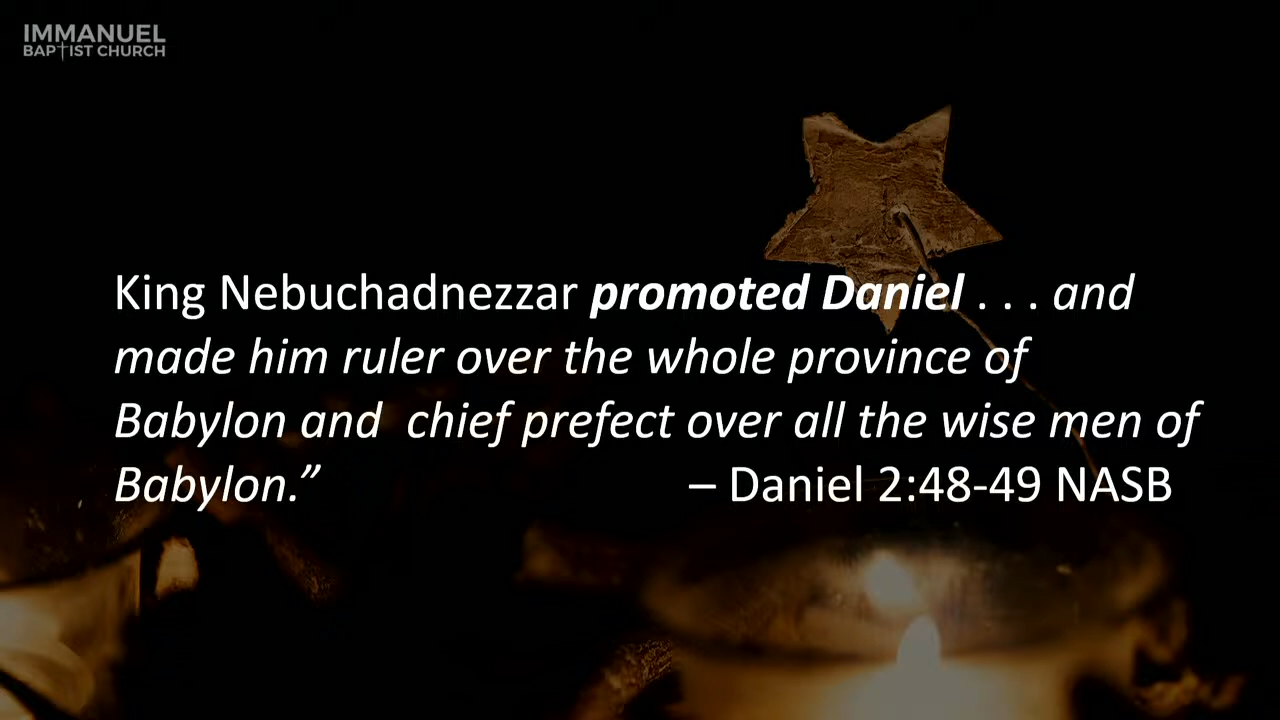 IMMANUEL
BAPTIST CHURCH
King Nebuchadnezzar promoted Daniel . . . and
made him ruler over the whole province of
Babylon and  chief prefect over all the wise men of
Babylon.” – Daniel 2:48-49 NASB